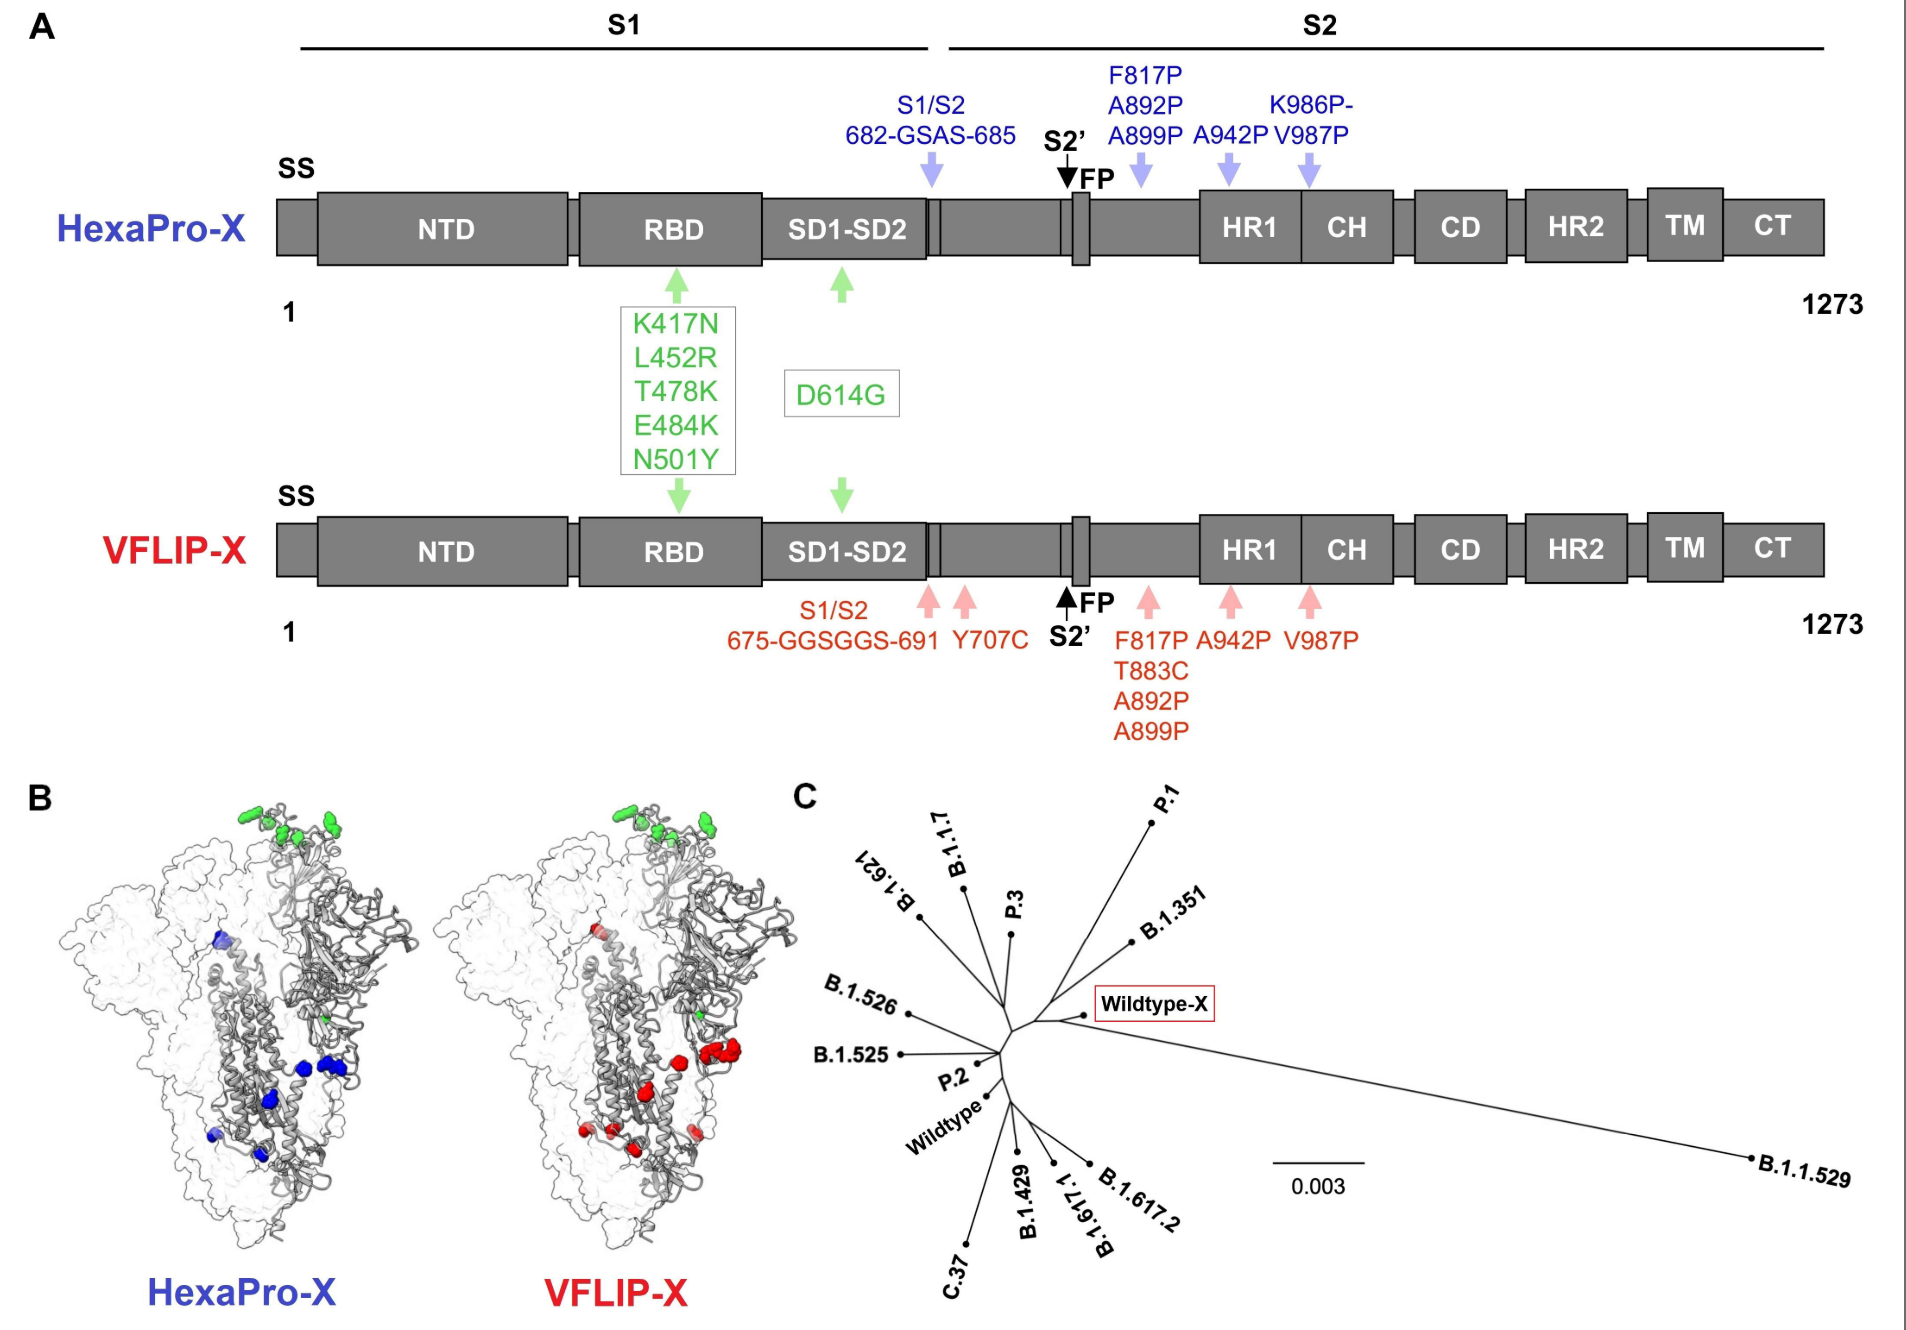 A
S1
S2
F817P
S1/S2
A892P
K986P-
682-GSAS-685
S2’
A899P
A942P
V987P
SS
FP
HexaPro-X
NTD
RBD
SD1-SD2
HR1
CH
CD
HR2
TM
CT
1
1273
K417N
L452R
T478K
E484K
N501Y
D614G
SS
VFLIP-X
NTD
RBD
SD1-SD2
HR1
CH
CD
HR2
TM
CT
1
S1/S2
675-GGSGGS-691
Y707C
FP
S2’
F817P
T883C
A892P
A899P
A942P
V987P
1273
B
HexaPro-X
VFLIP-X
C
P.1
B.1.1.7
B.1.621
P.3
B.1.351
Wildtype-X
B.1.526
B.1.525
P.2
Wildtype
C.37
B.1.429
B.1.617.1
B.1.617.2
0.003
B.1.1.529